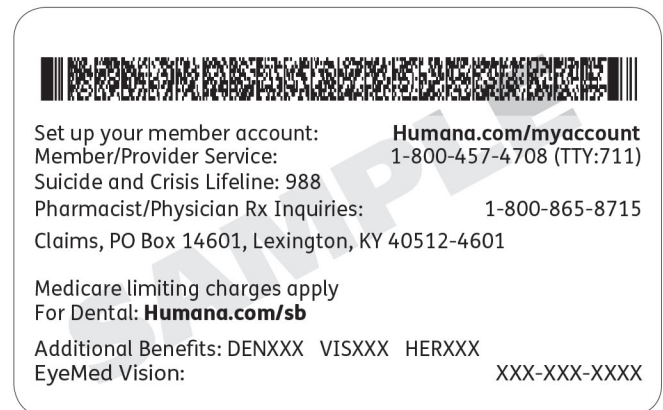 Set up your member account: Humana.com/myaccount
Member/Provider Service: 1-800-457-4708 (TTY:711)
Suicide and Crisis Lifeline: 988
Pharmacist/Physician Rx Inquiries: 1-800-865-8715
Claims, PO Box 14601, Lexington, KY 40512-4601
Medicare limiting charges apply
For Dental: Humana.com/sb
Additional Benefits: DENXXX VISXXX HERXXX
EyeMed Vision: XXX-XXX-XXXX
SAMPLE